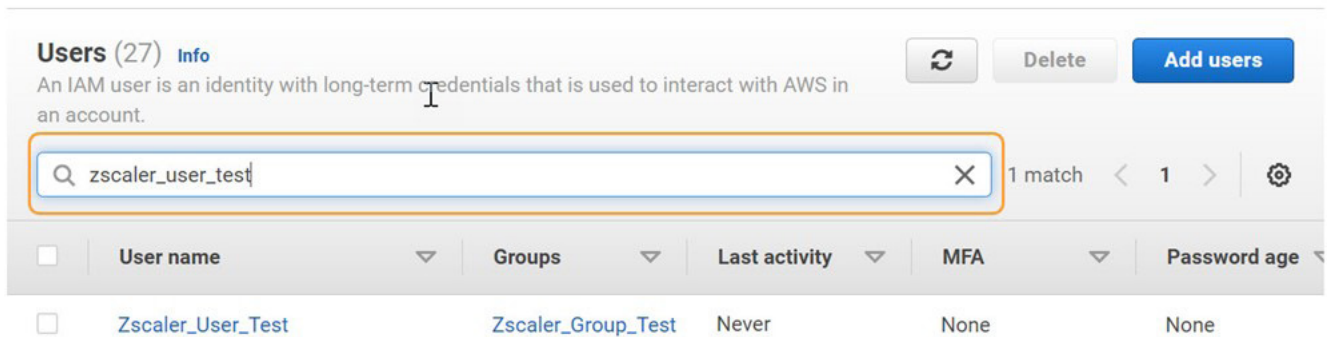 Users (27) Info
Delete
Add users
An IAM user is an identity with long-term credentials that is used to interact with AWS in
an account.
zscaler_user_test
1 match
1
User name
Groups
Last activity
MFA
Password age
Zscaler_User_Test
Zscaler_Group_Test
Never
None
None